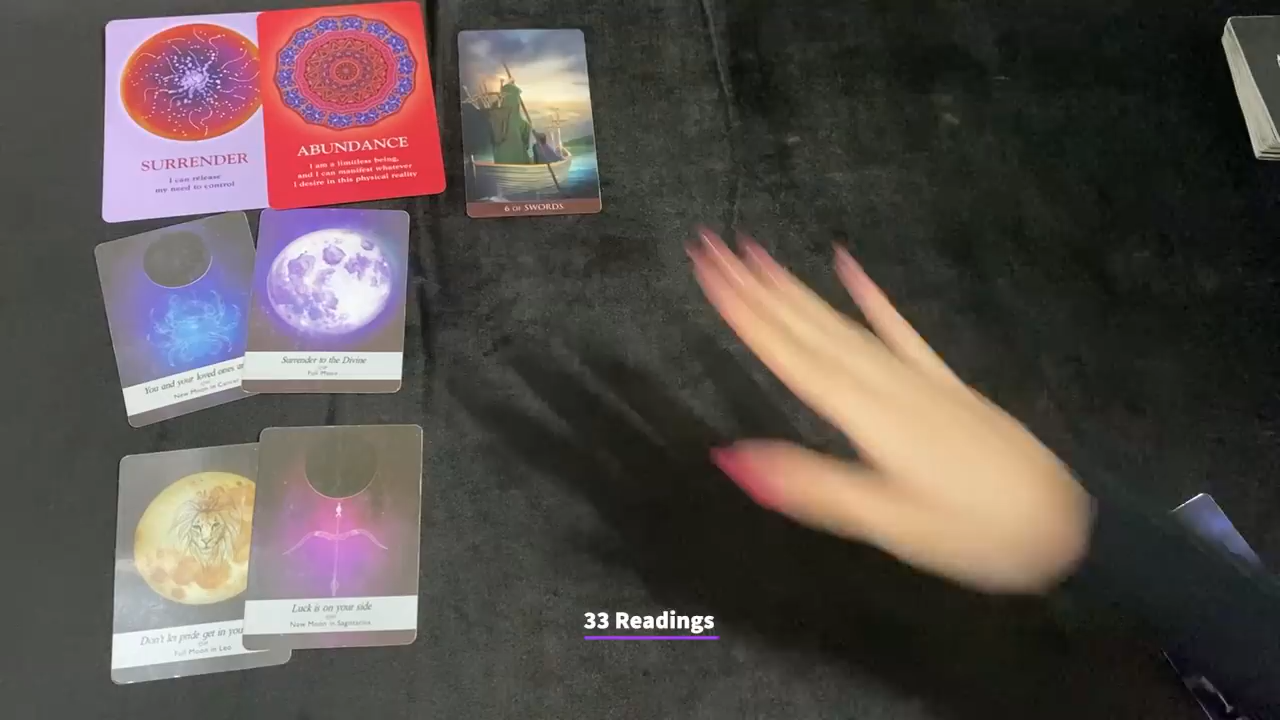 SURRENDER
I can release
my need to control
ABUNDANCE
I am a limitless being,
and I can manifest whatever
I desire in this physical reality
6 OF SWORDS
You and your loved ones
New Moon in Cancer
Surrender to the Divine
Full Moon
Don't let pride get in
Full Moon in Leo
Luck is on your side
New Moon in Sagittarius
33 Readings